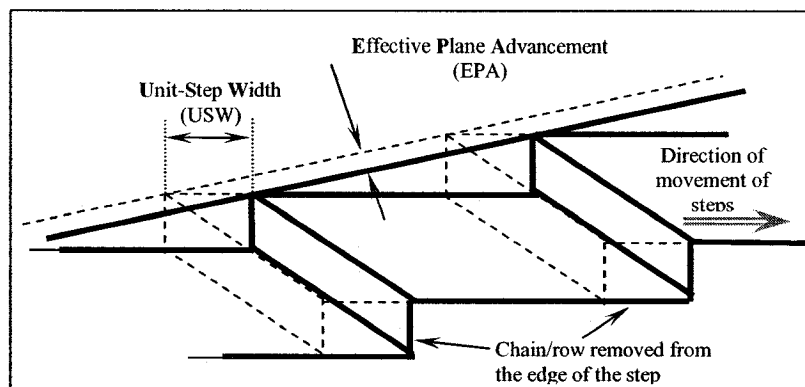 Effective Plane Advancement
(EPA)
Unit-Step Width
(USW)
Direction of
movement of
steps
Chain/row removed from
the edge of the step